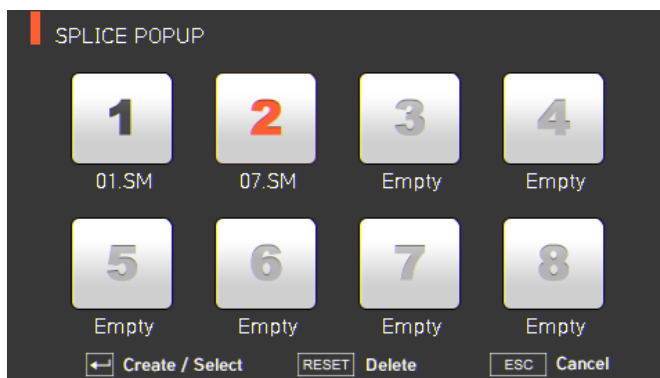 SPLICE POPUP
1 2 3 4
01.SM 07.SM Empty Empty
5 6 7 8
Empty Empty Empty Empty
Create / Select RESET Delete ESC Cancel